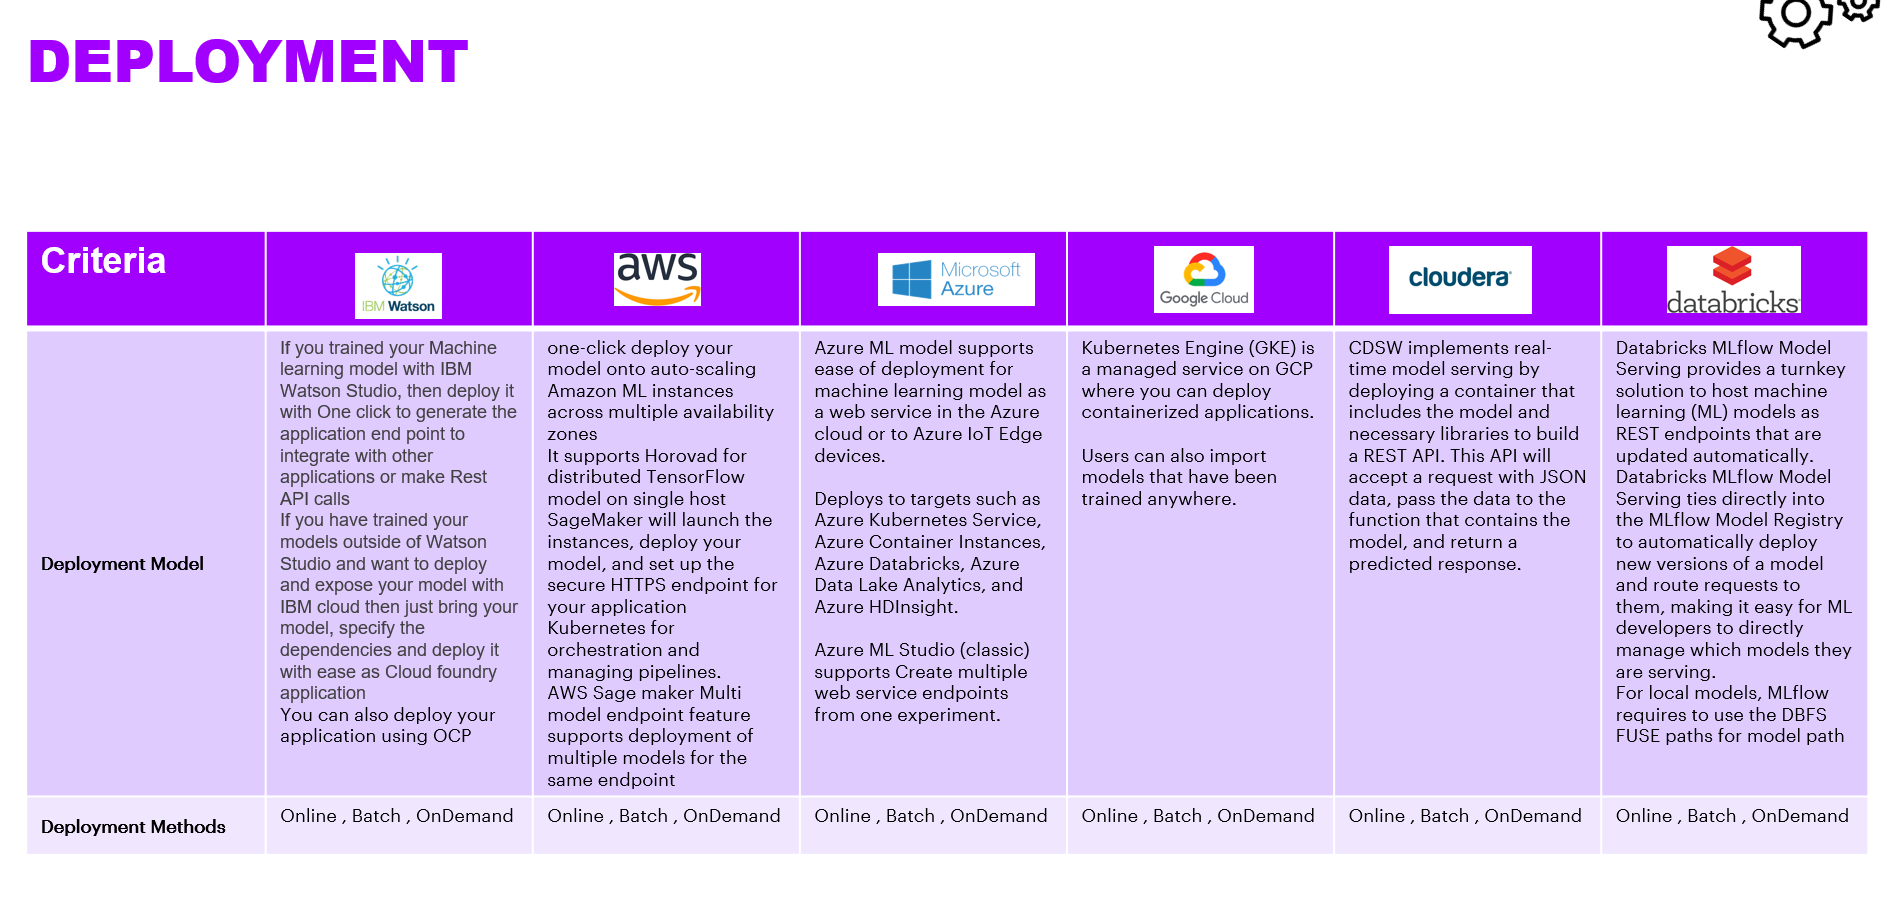 DEPLOYMENT
Criteria
IBM Watson
aws
Microsoft
Azure
Google Cloud
cloudera
databricks
Deployment Model
If you trained your Machine
learning model with IBM
Watson Studio, then deploy it
with One click to generate the
application end point to
integrate with other
applications or make Rest
API calls
If you have trained your
models outside of Watson
Studio and want to deploy
and expose your model with
IBM cloud then just bring your
model, specify the
dependencies and deploy it
with ease as Cloud foundry
application
You can also deploy your
application using OCP
one-click deploy your
model onto auto-scaling
Amazon ML instances
across multiple availability
zones
It supports Horovad for
distributed TensorFlow
model on single host
SageMaker will launch the
instances, deploy your
model, and set up the
secure HTTPS endpoint for
your application
Kubernetes for
orchestration and
managing pipelines.
AWS Sage maker Multi
model endpoint feature
supports deployment of
multiple models for the
same endpoint
Azure ML model supports
ease of deployment for
machine learning model as
a web service in the Azure
cloud or to Azure IoT Edge
devices.
Deploys to targets such as
Azure Kubernetes Service,
Azure Container Instances,
Azure Databricks, Azure
Data Lake Analytics, and
Azure HDInsight.
Azure ML Studio (classic)
supports Create multiple
web service endpoints
from one experiment.
Kubernetes Engine (GKE) is
a managed service on GCP
where you can deploy
containerized applications.
Users can also import
models that have been
trained anywhere.
CDSW implements real-
time model serving by
deploying a container that
includes the model and
necessary libraries to build
a REST API. This API will
accept a request with JSON
data, pass the data to the
function that contains the
model, and return a
predicted response.
Databricks MLflow Model
Serving provides a turnkey
solution to host machine
learning (ML) models as
REST endpoints that are
updated automatically.
Databricks MLflow Model
Serving ties directly into
the MLflow Model Registry
to automatically deploy
new versions of a model
and route requests to
them, making it easy for ML
developers to directly
manage which models they
are serving.
For local models, MLflow
requires to use the DBFS
FUSE paths for model path
Deployment Methods
Online , Batch , OnDemand
Online , Batch , OnDemand
Online , Batch , OnDemand
Online , Batch , OnDemand
Online , Batch , OnDemand
Online , Batch , OnDemand